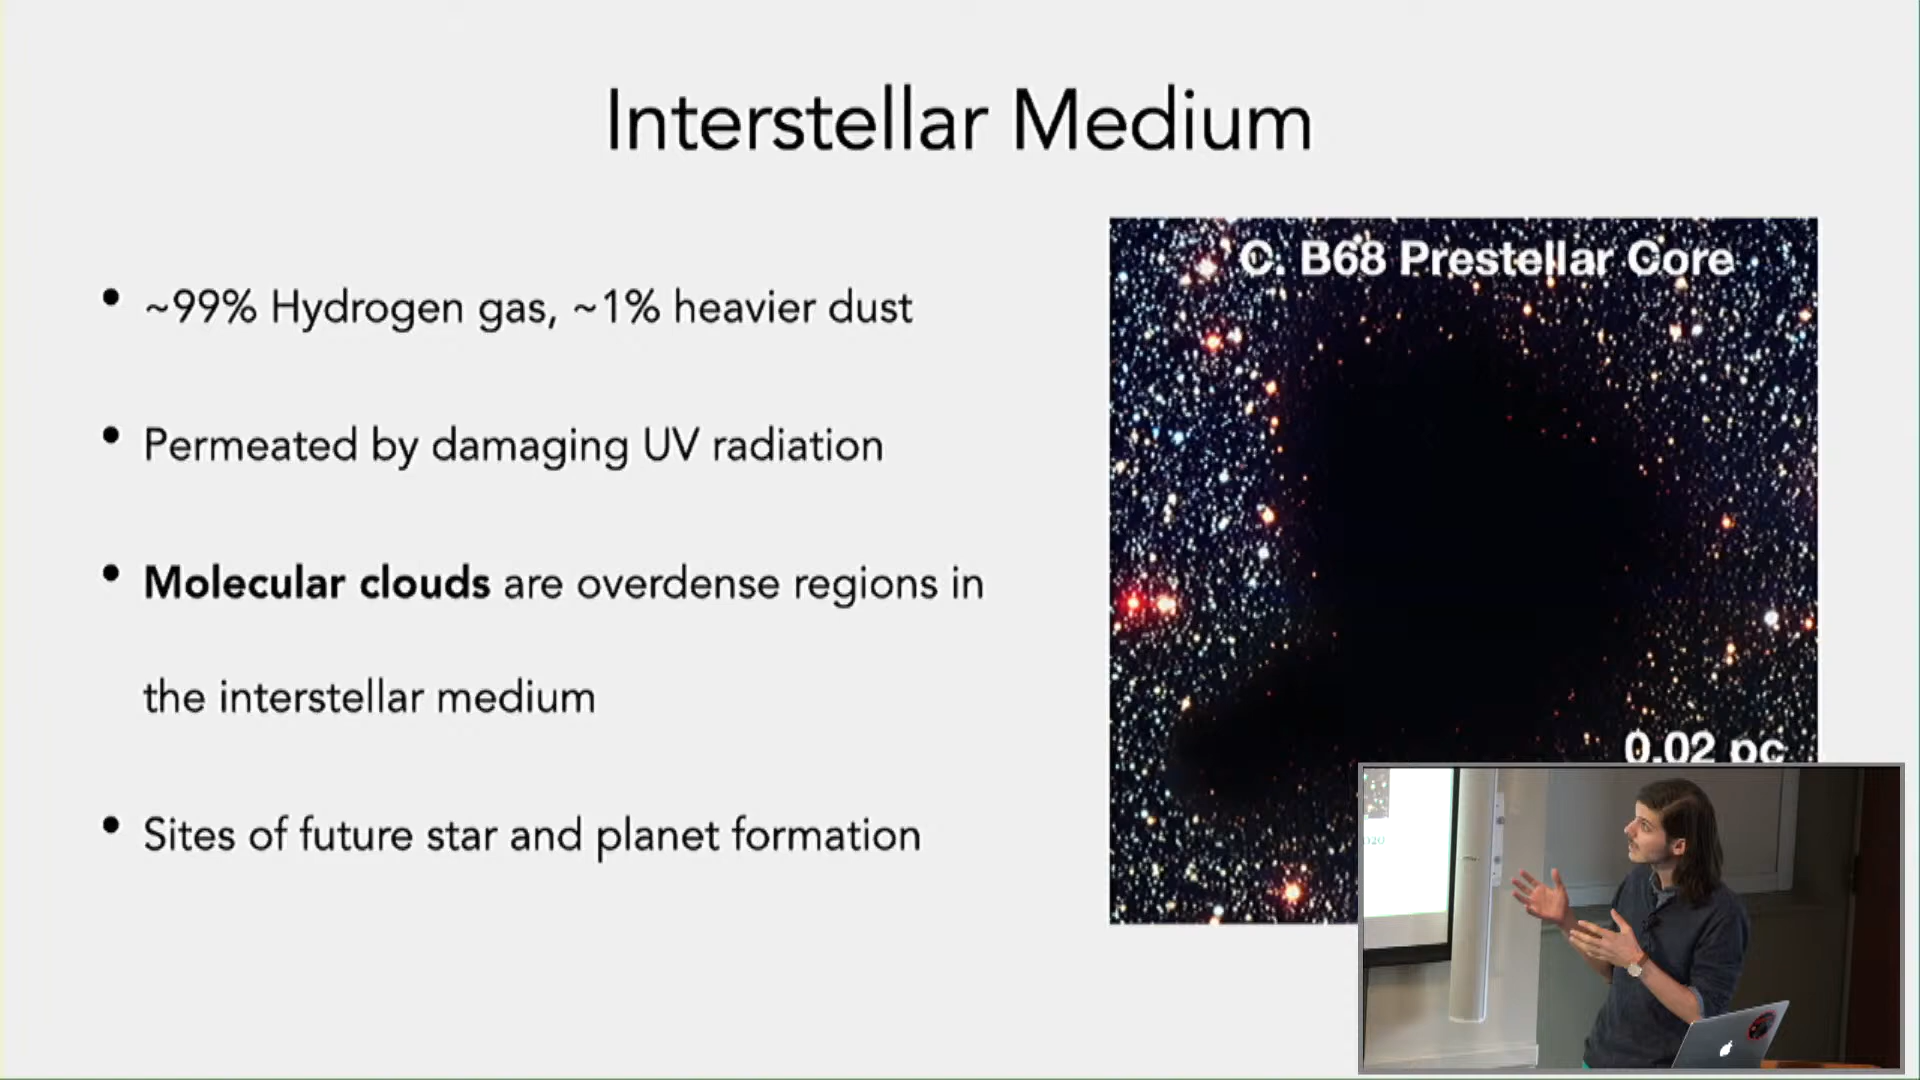 Interstellar Medium
• ~99% Hydrogen gas, ~1% heavier dust
• Permeated by damaging UV radiation
• Molecular clouds are overdense regions in
the interstellar medium
• Sites of future star and planet formation
C. B68 Prestellar Core
0.02 pc